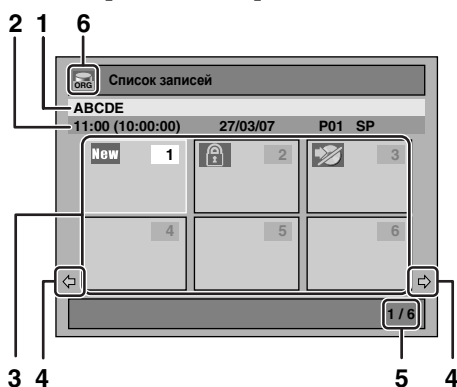 2 1 6
ORG Список записей
ABCDE
11:00 (10:00:00) 27/03/07 P01 SP
New 1 2 3
4 5 6
1 / 6
3 4 5 4